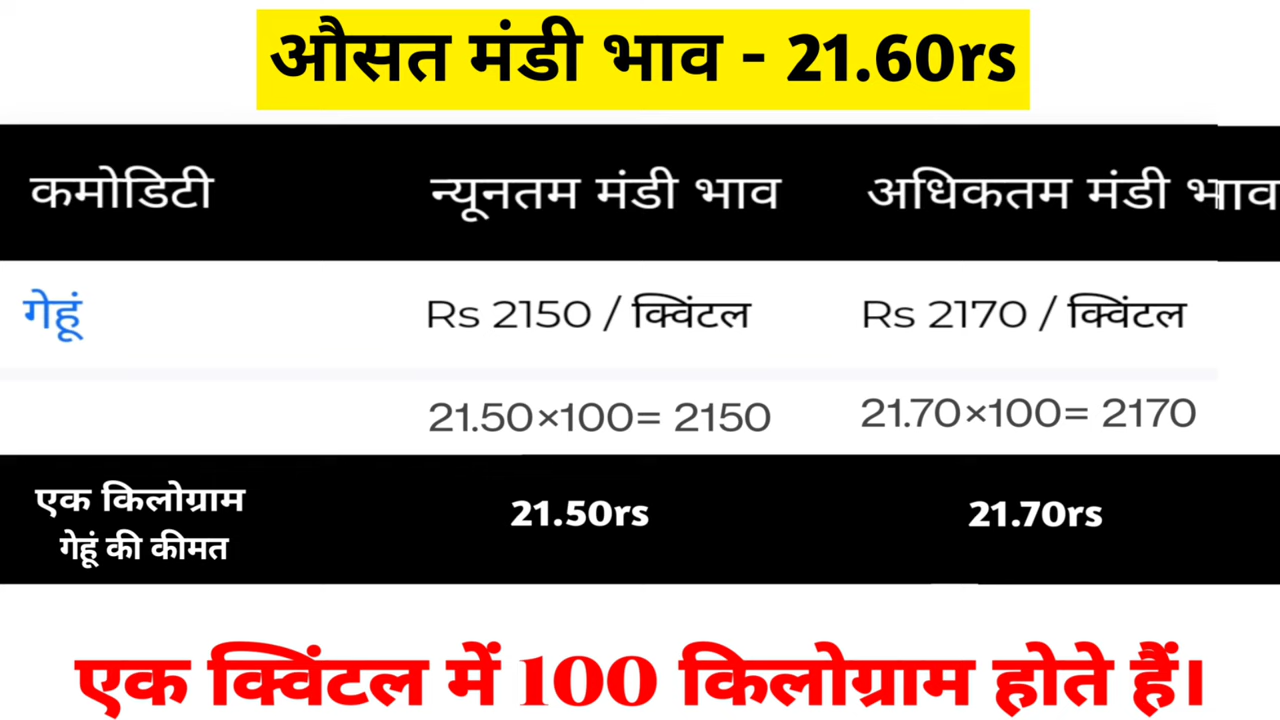 औसत मंडी भाव - 21.60rs
कमोडिटी न्यूनतम मंडी भाव अधिकतम मंडी भाव
गेहूं Rs 2150 / क्विंटल Rs 2170 / क्विंटल
21.50×100= 2150 21.70×100= 2170
एक किलोग्राम
गेहूं की कीमत 21.50rs 21.70rs
एक क्विंटल में 100 किलोग्राम होते हैं।